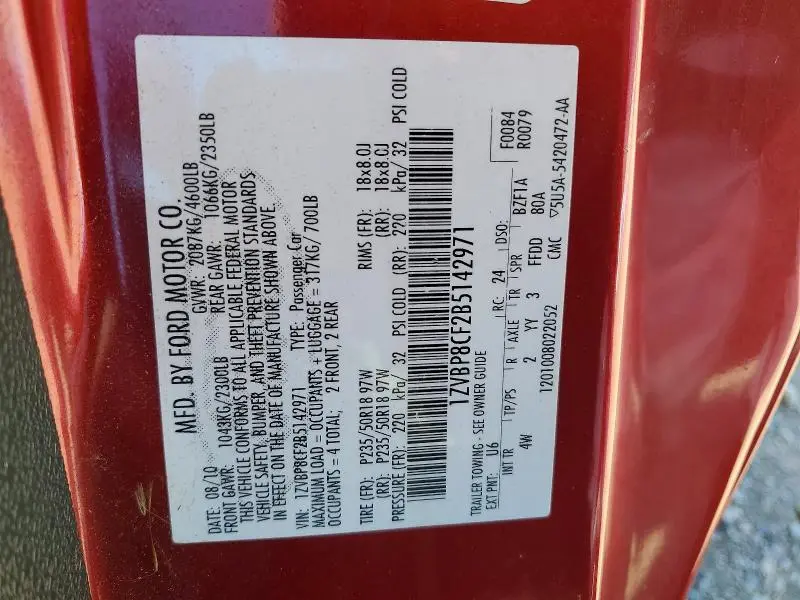 MFD. BY FORD MOTOR CO.
DATE: 08/10 GVWR: 2087KG/4600LB
FRONT GAWR: 1043KG/2300LB REAR GAWR: 1066KG/2350LB
THIS VEHICLE CONFORMS TO ALL APPLICABLE FEDERAL MOTOR
VEHICLE SAFETY, BUMPER, AND THEFT PREVENTION STANDARDS
IN EFFECT ON THE DATE OF MANUFACTURE SHOWN ABOVE.
VIN: 1ZVBP8CF2B5142971 TYPE: Passenger Car
MAXIMUM LOAD = OCCUPANTS + LUGGAGE = 317KG/ 700LB
OCCUPANTS = 4 TOTAL; 2 FRONT, 2 REAR
TIRE (FR): P235/50R18 97W RIMS (FR): 18x8.0J
(RR): P235/50R18 97W (RR): 18x8.0J
PRESSURE (FR): 220 kPa/ 32 PSI COLD (RR): 220 kPa/ 32 PSI COLD
1ZVBP8CF2B5142971
TRAILER TOWING - SEE OWNER GUIDE
EXT PNT: U6 RC: 24 DSO: F0084
INT TR TP/PS R AXLE TR SPR BZF1A R0079
4W 2 YY 3 FFDD 80A
1201008022052 CMC ▽5U5A-5420472-AA